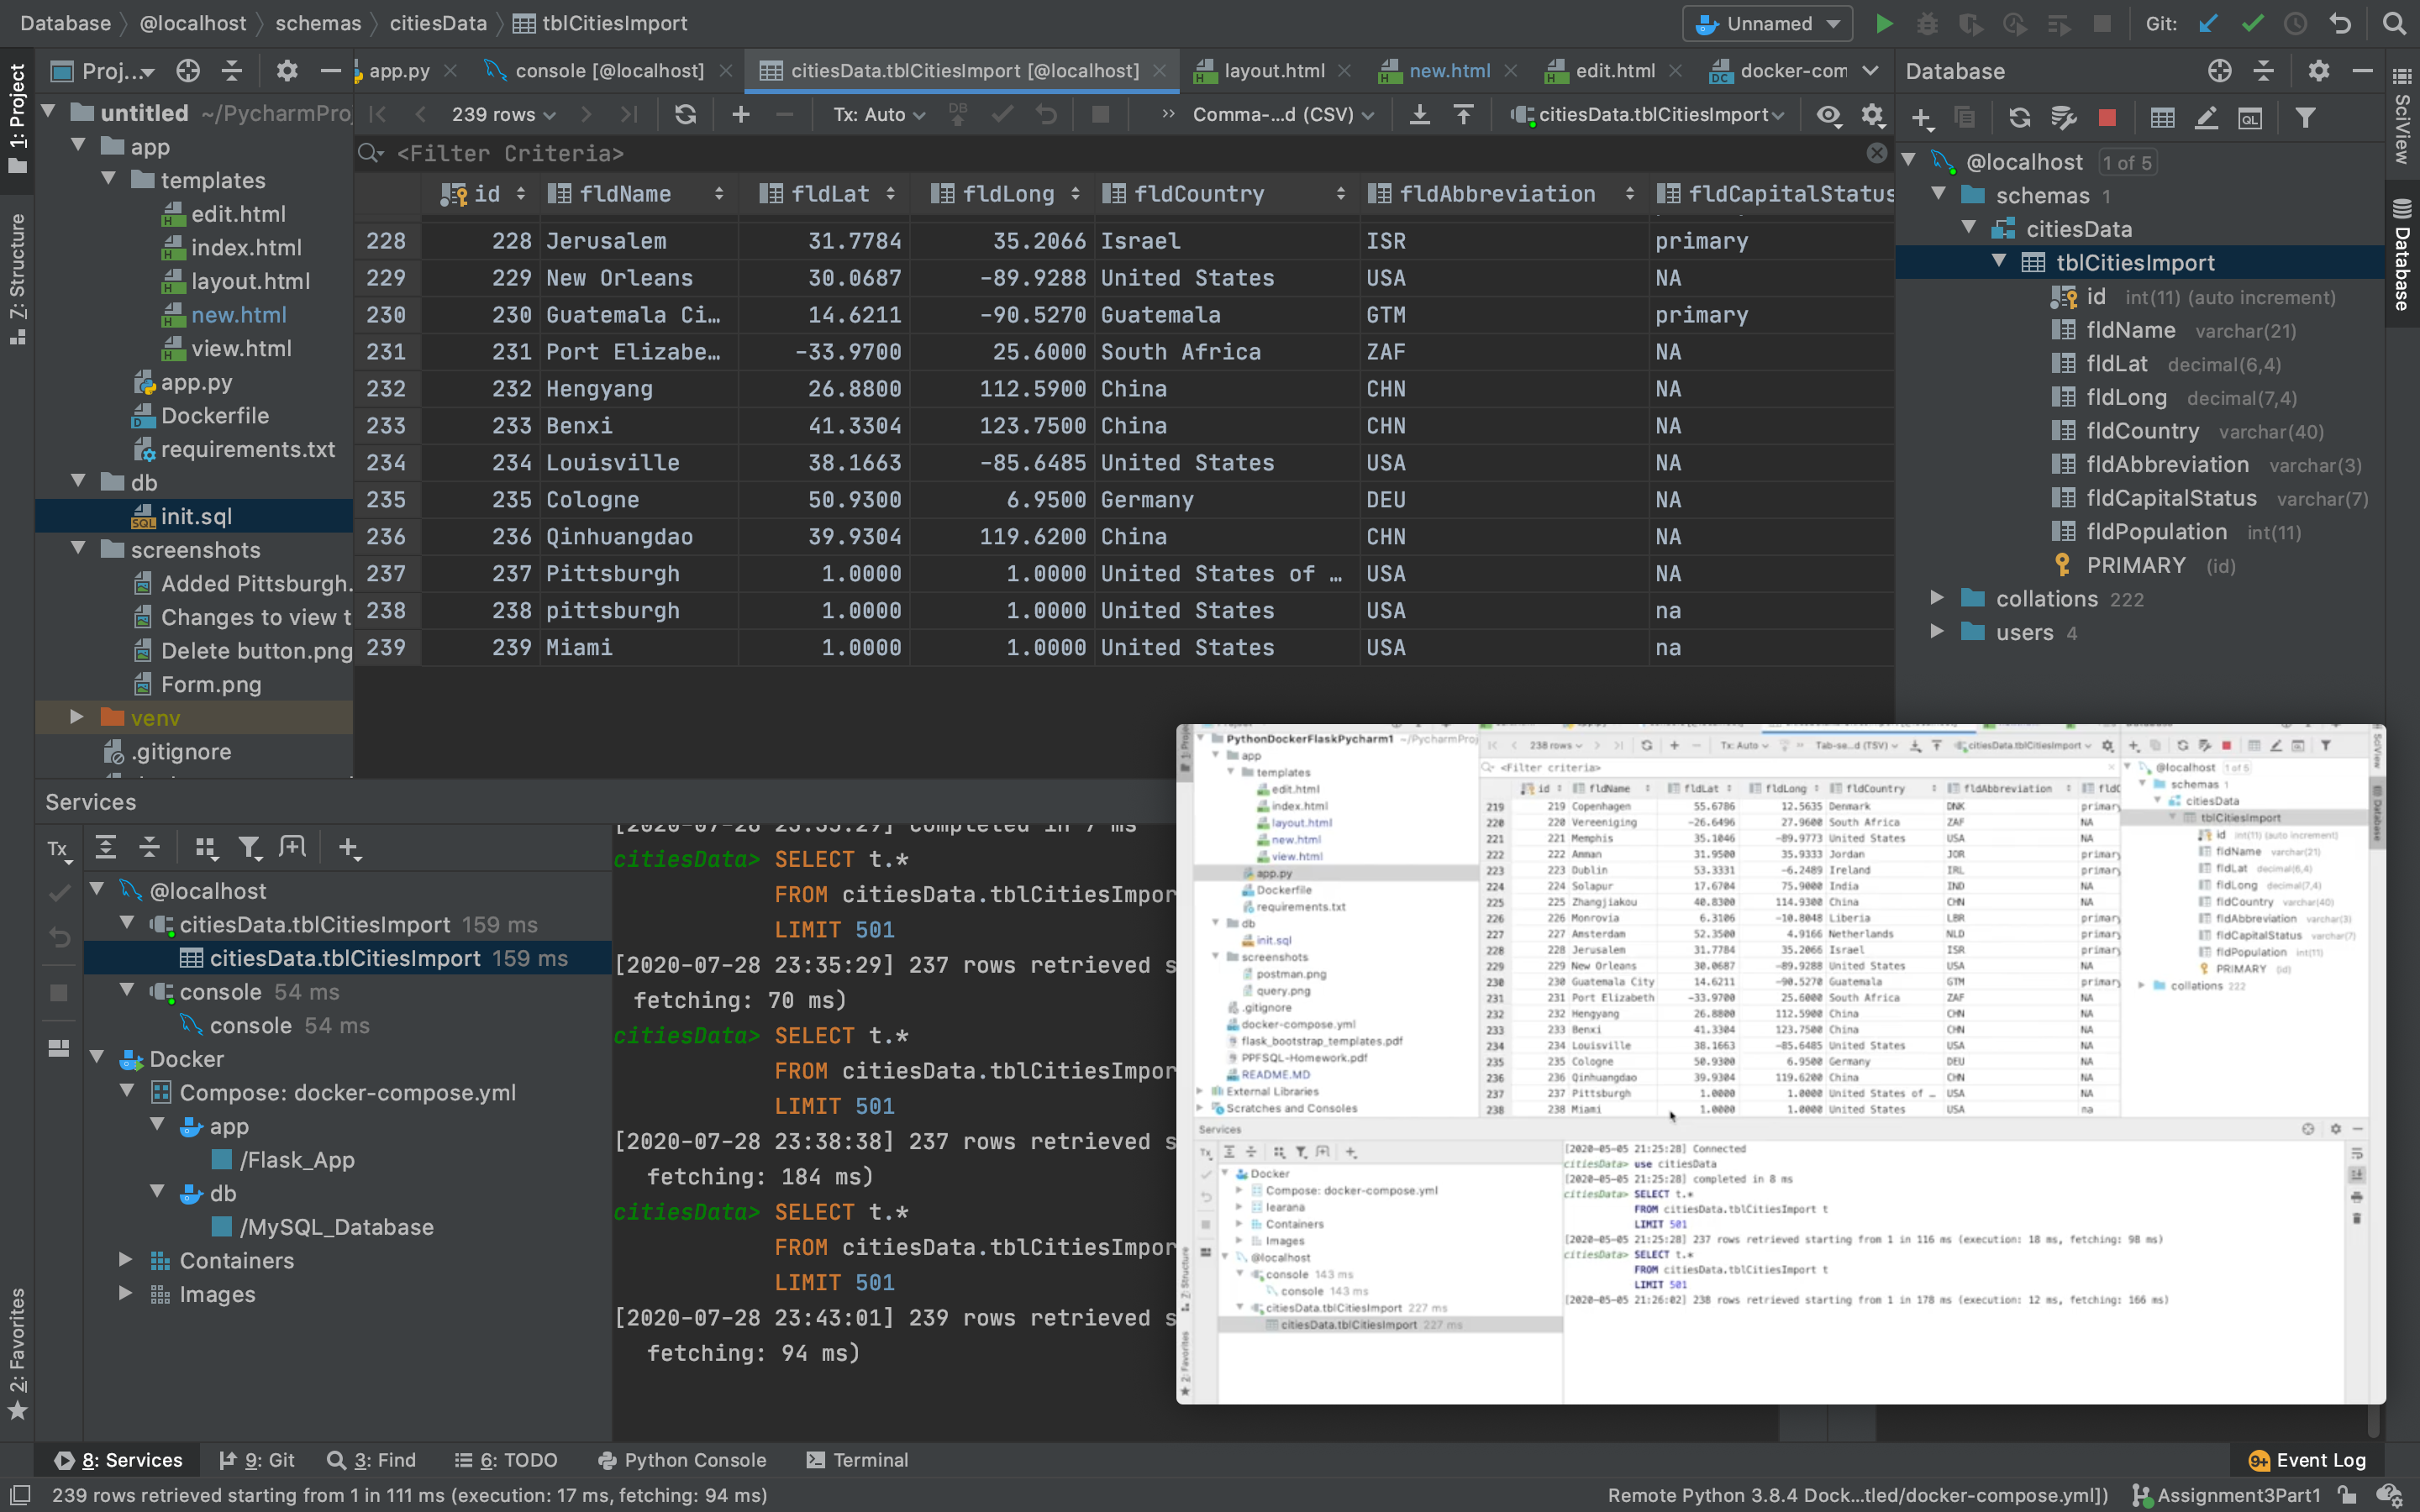 Database
@localhost
schemas
citiesData
tblCitiesImport
Unnamed
Git:
1: Project
Proj...
app.py
console [@localhost]
citiesData.tblCitiesImport [@localhost]
layout.html
new.html
edit.html
docker-com
Database
SciView
untitled ~/PycharmPro
239 rows
Tx: Auto
DB
Comma-...d (CSV)
citiesData.tblCitiesImport
QL
app
<Filter Criteria>
@localhost 1 of 5
templates
id fldName fldLat fldLong fldCountry fldAbbreviation fldCapitalStatus
schemas 1
edit.html
index.html
layout.html
new.html
view.html
app.py
Dockerfile
requirements.txt
db
init.sql
screenshots
Added Pittsburgh.
Changes to view t
Delete button.png
Form.png
venv
.gitignore
7: Structure
228 228 Jerusalem 31.7784 35.2066 Israel ISR primary
229 229 New Orleans 30.0687 -89.9288 United States USA NA
230 230 Guatemala Ci… 14.6211 -90.5270 Guatemala GTM primary
231 231 Port Elizabe… -33.9700 25.6000 South Africa ZAF NA
232 232 Hengyang 26.8800 112.5900 China CHN NA
233 233 Benxi 41.3304 123.7500 China CHN NA
234 234 Louisville 38.1663 -85.6485 United States USA NA
235 235 Cologne 50.9300 6.9500 Germany DEU NA
236 236 Qinhuangdao 39.9304 119.6200 China CHN NA
237 237 Pittsburgh 1.0000 1.0000 United States of … USA NA
238 238 pittsburgh 1.0000 1.0000 United States USA na
239 239 Miami 1.0000 1.0000 United States USA na
citiesData
tblCitiesImport
id int(11) (auto increment)
fldName varchar(21)
fldLat decimal(6,4)
fldLong decimal(7,4)
fldCountry varchar(40)
fldAbbreviation varchar(3)
fldCapitalStatus varchar(7)
fldPopulation int(11)
PRIMARY (id)
collations 222
users 4
Database
Services
Tx
@localhost
citiesData.tblCitiesImport 159 ms
citiesData.tblCitiesImport 159 ms
console 54 ms
console 54 ms
Docker
Compose: docker-compose.yml
app
/Flask_App
db
/MySQL_Database
Containers
Images
2: Favorites
[2020-07-28 23:35:29] completed in 7 ms
citiesData> SELECT t.*
FROM citiesData.tblCitiesImpor
LIMIT 501
[2020-07-28 23:35:29] 237 rows retrieved s
fetching: 70 ms)
citiesData> SELECT t.*
FROM citiesData.tblCitiesImpor
LIMIT 501
[2020-07-28 23:38:38] 237 rows retrieved s
fetching: 184 ms)
citiesData> SELECT t.*
FROM citiesData.tblCitiesImpor
LIMIT 501
[2020-07-28 23:43:01] 239 rows retrieved s
fetching: 94 ms)
PythonDockerFlaskPycharm1 ~/PycharmProj
app
templates
edit.html
index.html
layout.html
new.html
view.html
app.py
Dockerfile
requirements.txt
db
init.sql
screenshots
postman.png
query.png
.gitignore
docker-compose.yml
flask_bootstrap_templates.pdf
PPFSQL-Homework.pdf
README.MD
External Libraries
Scratches and Consoles
238 rows
Tx: Auto
Tab-se...d (TSV)
citiesData.tblCitiesImport
<Filter criteria>
id fldName fldLat fldLong fldCountry fldAbbreviation fldC
219 219 Copenhagen 55.6786 12.5635 Denmark DNK primary
220 220 Vereeniging -26.6496 27.9600 South Africa ZAF NA
221 221 Memphis 35.1046 -89.9773 United States USA NA
222 222 Amman 31.9500 35.9333 Jordan JOR primary
223 223 Dublin 53.3331 -6.2489 Ireland IRL primary
224 224 Solapur 17.6704 75.9000 India IND NA
225 225 Zhangjiakou 40.8300 114.9300 China CHN NA
226 226 Monrovia 6.3106 -10.8048 Liberia LBR primary
227 227 Amsterdam 52.3500 4.9166 Netherlands NLD primary
228 228 Jerusalem 31.7784 35.2066 Israel ISR primary
229 229 New Orleans 30.0687 -89.9288 United States USA NA
230 230 Guatemala City 14.6211 -90.5270 Guatemala GTM primary
231 231 Port Elizabeth -33.9700 25.6000 South Africa ZAF NA
232 232 Hengyang 26.8800 112.5900 China CHN NA
233 233 Benxi 41.3304 123.7500 China CHN NA
234 234 Louisville 38.1663 -85.6485 United States USA NA
235 235 Cologne 50.9300 6.9500 Germany DEU NA
236 236 Qinhuangdao 39.9304 119.6200 China CHN NA
237 237 Pittsburgh 1.0000 1.0000 United States of … USA NA
238 238 Miami 1.0000 1.0000 United States USA na
@localhost 1 of 5
schemas 1
citiesData
tblCitiesImport
id int(11) (auto increment)
fldName varchar(21)
fldLat decimal(6,4)
fldLong decimal(7,4)
fldCountry varchar(40)
fldAbbreviation varchar(3)
fldCapitalStatus varchar(7)
fldPopulation int(11)
PRIMARY (id)
collations 222
SciView
Database
Services
Tx
Docker
Compose: docker-compose.yml
Containers
Images
@localhost
console 143 ms
console 143 ms
citiesData.tblCitiesImport 227 ms
citiesData.tblCitiesImport 227 ms
Z: Structure
2: Favorites
[2020-05-05 21:25:28] Connected
citiesData> use citiesData
[2020-05-05 21:25:28] completed in 8 ms
citiesData> SELECT t.*
FROM citiesData.tblCitiesImport t
LIMIT 501
[2020-05-05 21:25:28] 237 rows retrieved starting from 1 in 116 ms (execution: 18 ms, fetching: 98 ms)
citiesData> SELECT t.*
FROM citiesData.tblCitiesImport t
LIMIT 501
[2020-05-05 21:26:02] 238 rows retrieved starting from 1 in 178 ms (execution: 12 ms, fetching: 166 ms)
8: Services
9: Git
3: Find
6: TODO
Python Console
Terminal
9+ Event Log
239 rows retrieved starting from 1 in 111 ms (execution: 17 ms, fetching: 94 ms)
Remote Python 3.8.4 Dock...tled/docker-compose.yml])
Assignment3Part1